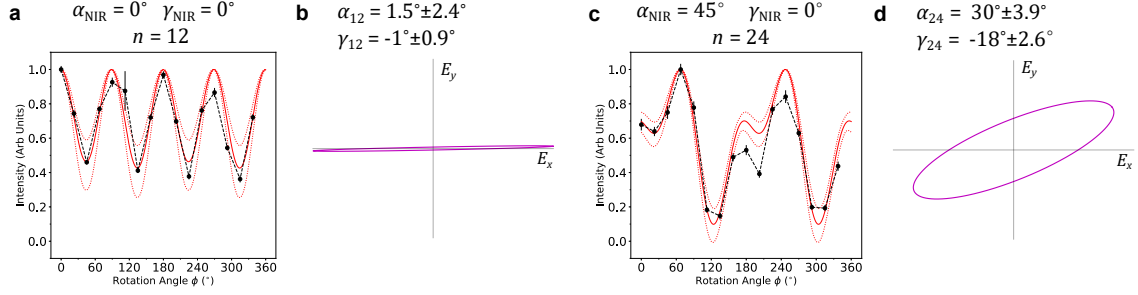 a
α_NIR = 0° γ_NIR = 0°
n = 12
Intensity (Arb Units)
1.0
0.8
0.6
0.4
0.2
0.0
0 60 120 180 240 300 360
Rotation Angle ϕ (°)
b
α_12 = 1.5°±2.4°
γ_12 = -1°±0.9°
E_y
E_x
c
α_NIR = 45° γ_NIR = 0°
n = 24
Intensity (Arb Units)
1.0
0.8
0.6
0.4
0.2
0.0
0 60 120 180 240 300 360
Rotation Angle ϕ (°)
d
α_24 = 30°±3.9°
γ_24 = -18°±2.6°
E_y
E_x